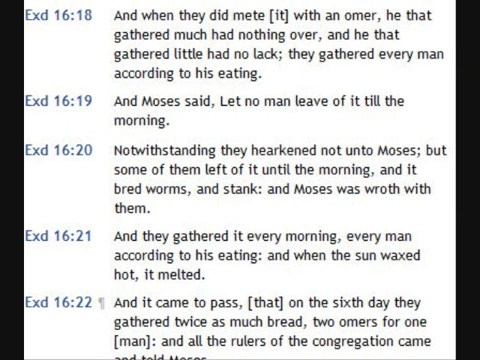 Exd 16:18 And when they did mete [it] with an omer, he that
gathered much had nothing over, and he that
gathered little had no lack; they gathered every man
according to his eating.
Exd 16:19 And Moses said, Let no man leave of it till the
morning.
Exd 16:20 Notwithstanding they hearkened not unto Moses; but
some of them left of it until the morning, and it
bred worms, and stank: and Moses was wroth with
them.
Exd 16:21 And they gathered it every morning, every man
according to his eating: and when the sun waxed
hot, it melted.
Exd 16:22 ¶ And it came to pass, [that] on the sixth day they
gathered twice as much bread, two omers for one
[man]: and all the rulers of the congregation came
and told Moses.